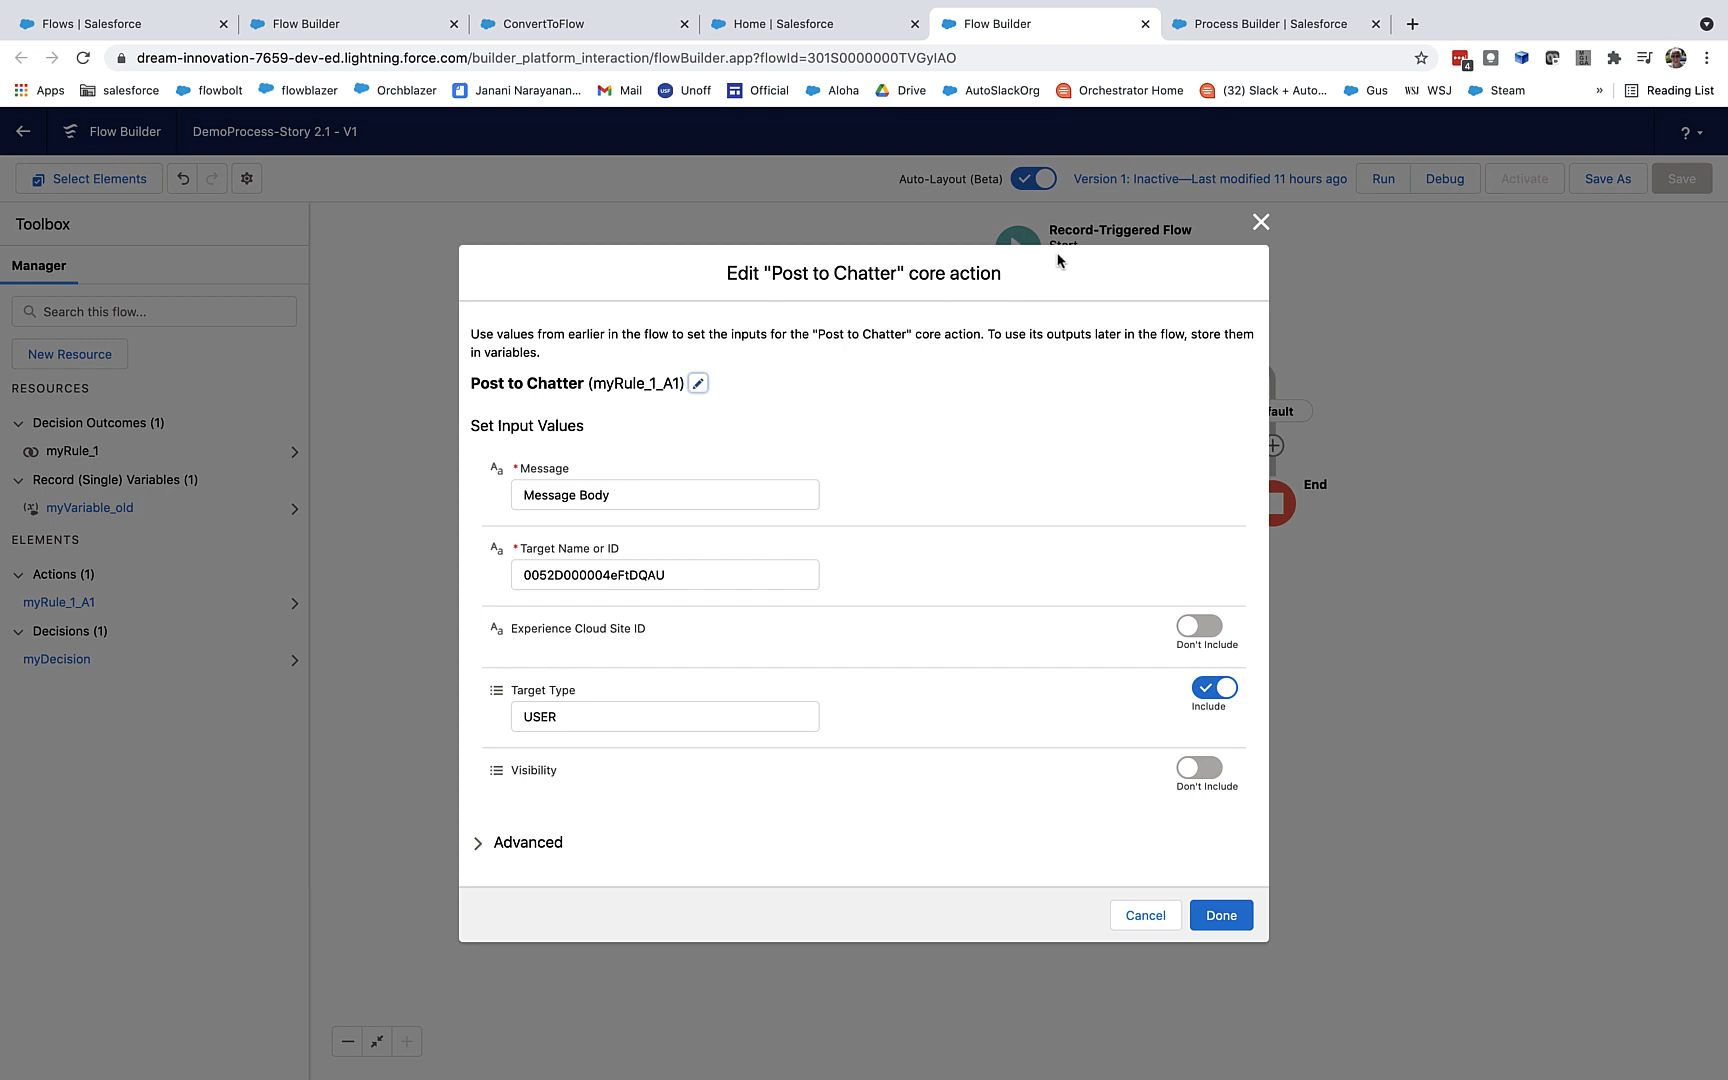 Flows | Salesforce
Flow Builder
ConvertToFlow
Home | Salesforce
Flow Builder
Process Builder | Salesforce
dream-innovation-7659-dev-ed.lightning.force.com/builder_platform_interaction/flowBuilder.app?flowId=301S0000000TVGyIAO
4
Apps
salesforce
flowbolt
flowblazer
Orchblazer
Janani Narayanan...
Mail
Unoff
Official
Aloha
Drive
AutoSlackOrg
Orchestrator Home
(32) Slack + Auto...
Gus
WSJ
Steam
»
Reading List
Flow Builder
DemoProcess-Story 2.1 - V1
?
Select Elements
Auto-Layout (Beta)
Version 1: Inactive—Last modified 11 hours ago
Run
Debug
Activate
Save As
Save
Toolbox
Manager
Search this flow...
New Resource
RESOURCES
Decision Outcomes (1)
myRule_1
Record (Single) Variables (1)
myVariable_old
ELEMENTS
Actions (1)
myRule_1_A1
Decisions (1)
myDecision
Record-Triggered Flow
Start
fault
End
Edit "Post to Chatter" core action
Use values from earlier in the flow to set the inputs for the "Post to Chatter" core action. To use its outputs later in the flow, store them
in variables.
Post to Chatter (myRule_1_A1)
Set Input Values
Aa * Message
Message Body
Aa * Target Name or ID
0052D000004eFtDQAU
Aa Experience Cloud Site ID
Don't Include
Target Type
Include
USER
Visibility
Don't Include
Advanced
Cancel
Done